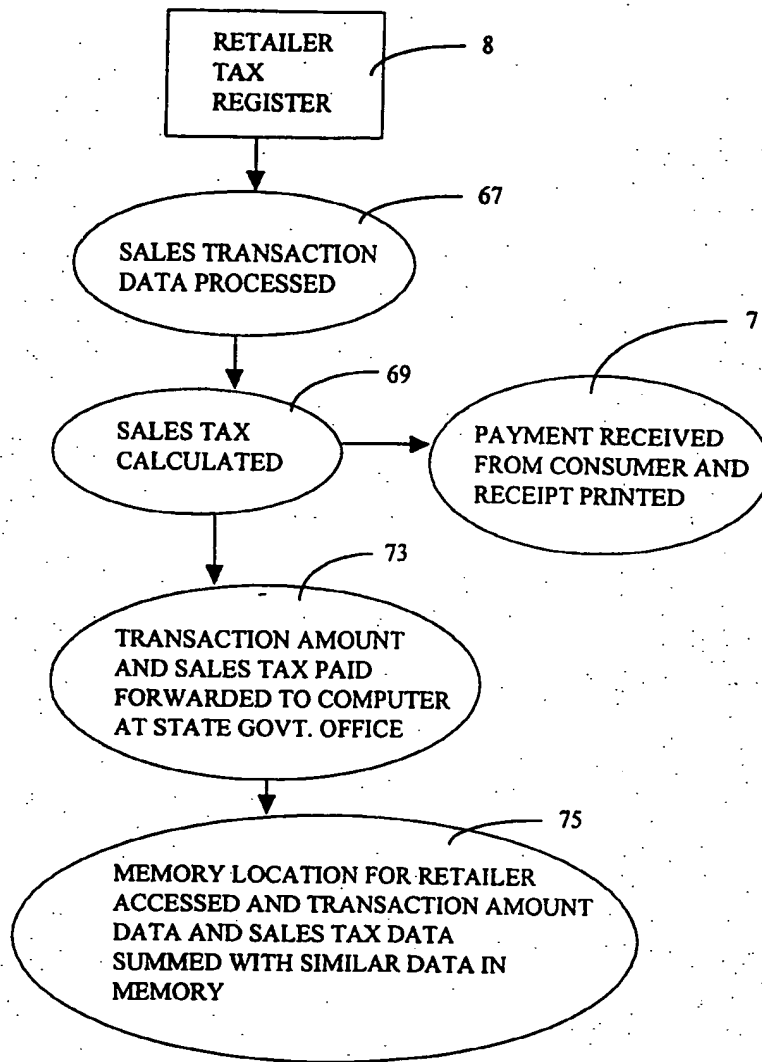 RETAILER
TAX
REGISTER
8
67
SALES TRANSACTION
DATA PROCESSED
69
SALES TAX
CALCULATED
7
PAYMENT RECEIVED
FROM CONSUMER AND
RECEIPT PRINTED
73
TRANSACTION AMOUNT
AND SALES TAX PAID
FORWARDED TO COMPUTER
AT STATE GOVT. OFFICE
75
MEMORY LOCATION FOR RETAILER
ACCESSED AND TRANSACTION AMOUNT
DATA AND SALES TAX DATA
SUMMED WITH SIMILAR DATA IN
MEMORY